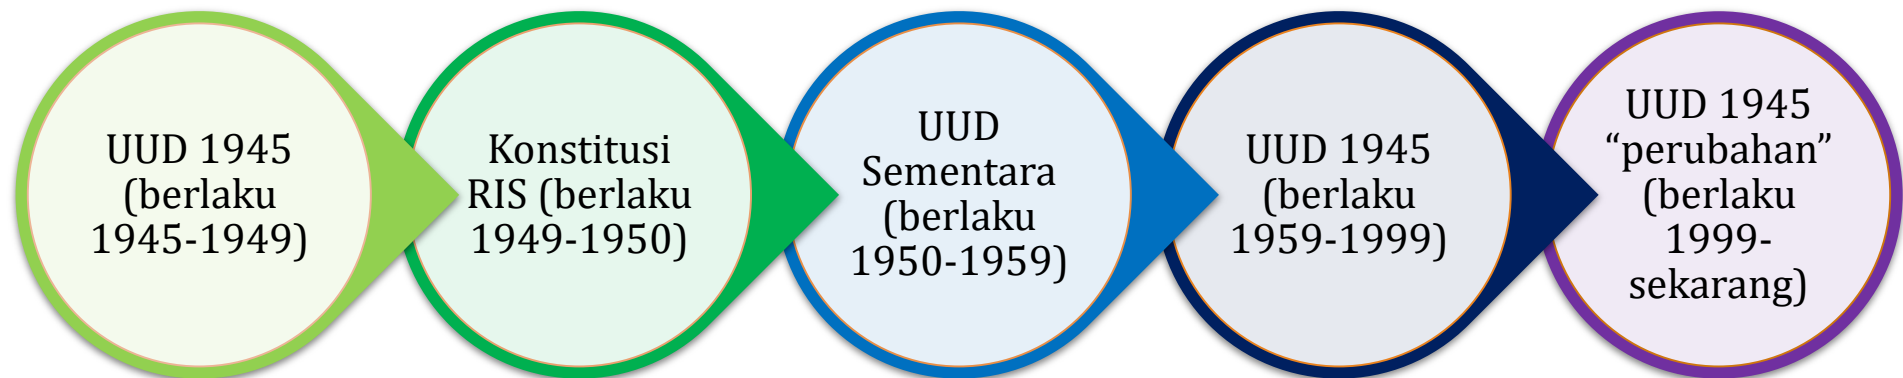 UUD 1945
(berlaku
1945-1949)
Konstitusi
RIS (berlaku
1949-1950)
UUD
Sementara
(berlaku
1950-1959)
UUD 1945
(berlaku
1959-1999)
UUD 1945
“perubahan”
(berlaku
1999-
sekarang)